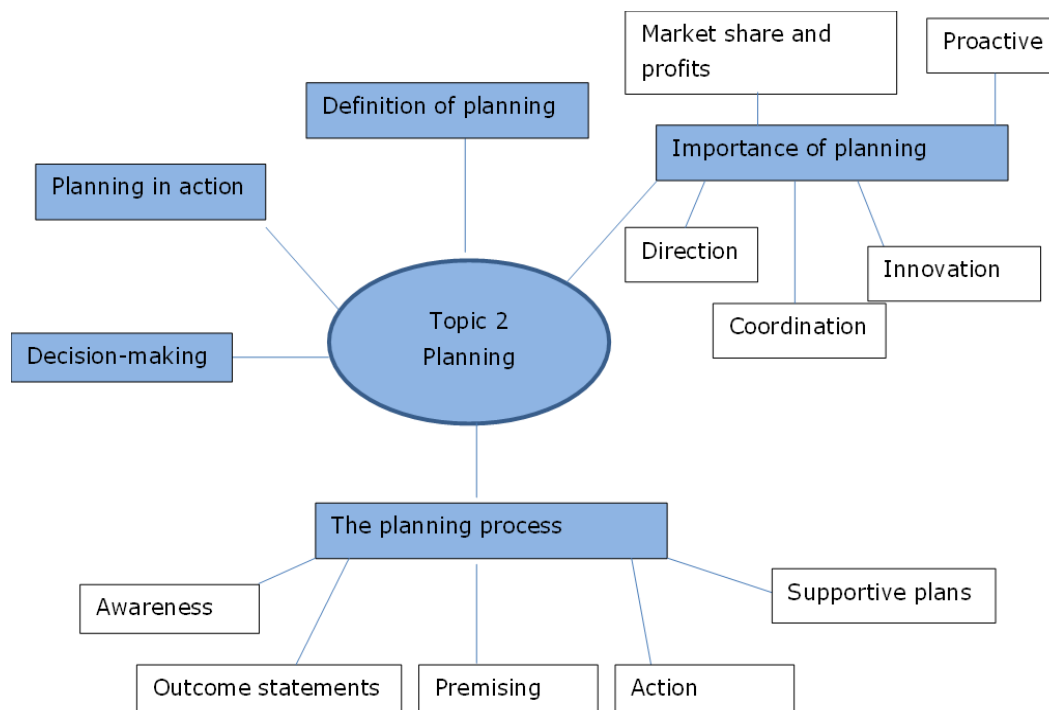 Market share and
profits
Proactive
Definition of planning
Importance of planning
Planning in action
Direction
Innovation
Coordination
Topic 2
Planning
Decision-making
The planning process
Awareness
Supportive plans
Outcome statements
Premising
Action